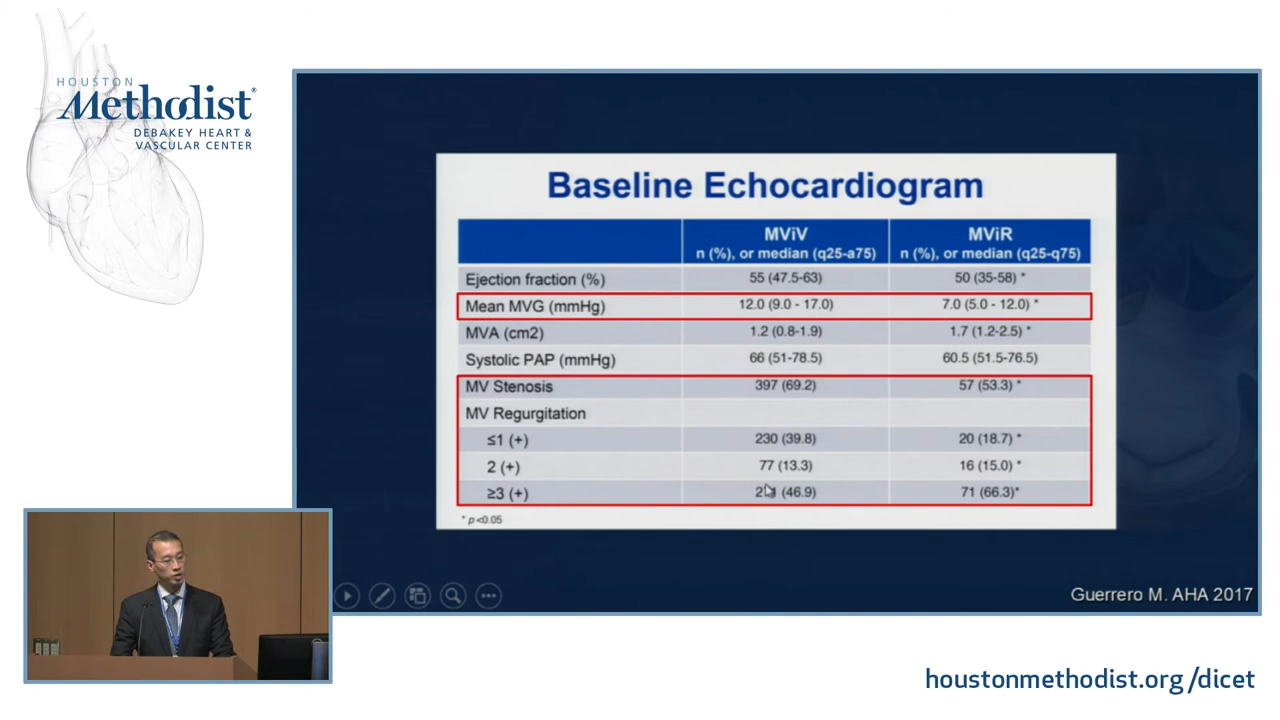 HOUSTON
Methodist®
DEBAKEY HEART &
VASCULAR CENTER
Baseline Echocardiogram
MViV
n (%), or median (q25-a75)
MViR
n (%), or median (q25-q75)
Ejection fraction (%) 55 (47.5-63) 50 (35-58) *
Mean MVG (mmHg) 12.0 (9.0 - 17.0) 7.0 (5.0 - 12.0) *
MVA (cm2) 1.2 (0.8-1.9) 1.7 (1.2-2.5) *
Systolic PAP (mmHg) 66 (51-78.5) 60.5 (51.5-76.5)
MV Stenosis 397 (69.2) 57 (53.3) *
MV Regurgitation
≤1 (+) 230 (39.8) 20 (18.7) *
2 (+) 77 (13.3) 16 (15.0) *
≥3 (+) (46.9) 71 (66.3)*
* p<0.05
Guerrero M. AHA 2017
houstonmethodist.org/dicet